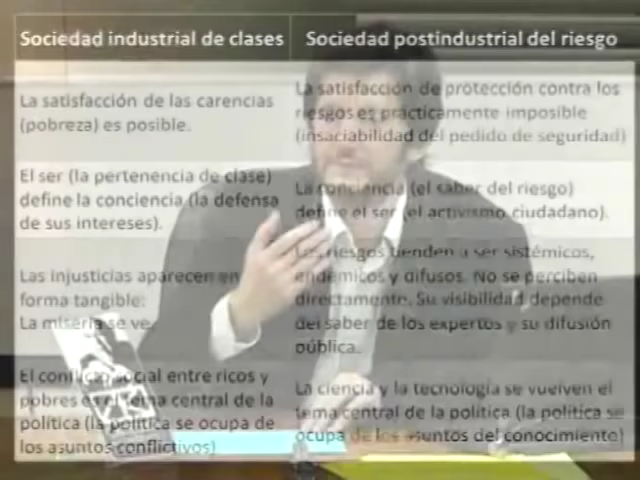 Sociedad industrial de clases
Sociedad postindustrial del riesgo
La satisfacción de las carencias
(pobreza) es posible.
La satisfacción de protección contra los
riesgos es prácticamente imposible
(insaciabilidad del pedido de seguridad)
El ser (la pertenencia de clase)
define la conciencia (la defensa
de sus intereses).
La conciencia (el saber del riesgo)
define el ser (el activismo ciudadano).
Las injusticias aparecen en
forma tangible:
La miseria se ve.
Los riesgos tienden a ser sistémicos,
endémicos y difusos. No se perciben
directamente. Su visibilidad depende
del saber de los expertos y su difusión
pública.
El conflicto social entre ricos y
pobres es el tema central de la
política (la política se ocupa de
los asuntos conflictivos)
La ciencia y la tecnología se vuelven el
tema central de la política (la política se
ocupa de los asuntos del conocimiento)